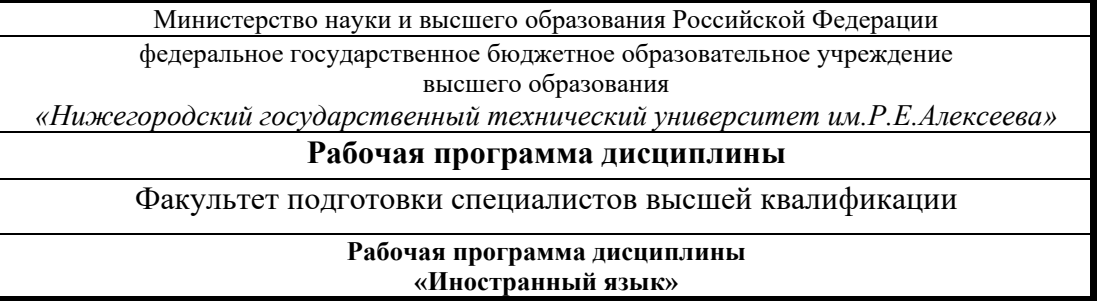 Министерство науки и высшего образования Российской Федерации
федеральное государственное бюджетное образовательное учреждение
высшего образования
«Нижегородский государственный технический университет им.Р.Е.Алексеева»
Рабочая программа дисциплины
Факультет подготовки специалистов высшей квалификации
Рабочая программа дисциплины
«Иностранный язык»